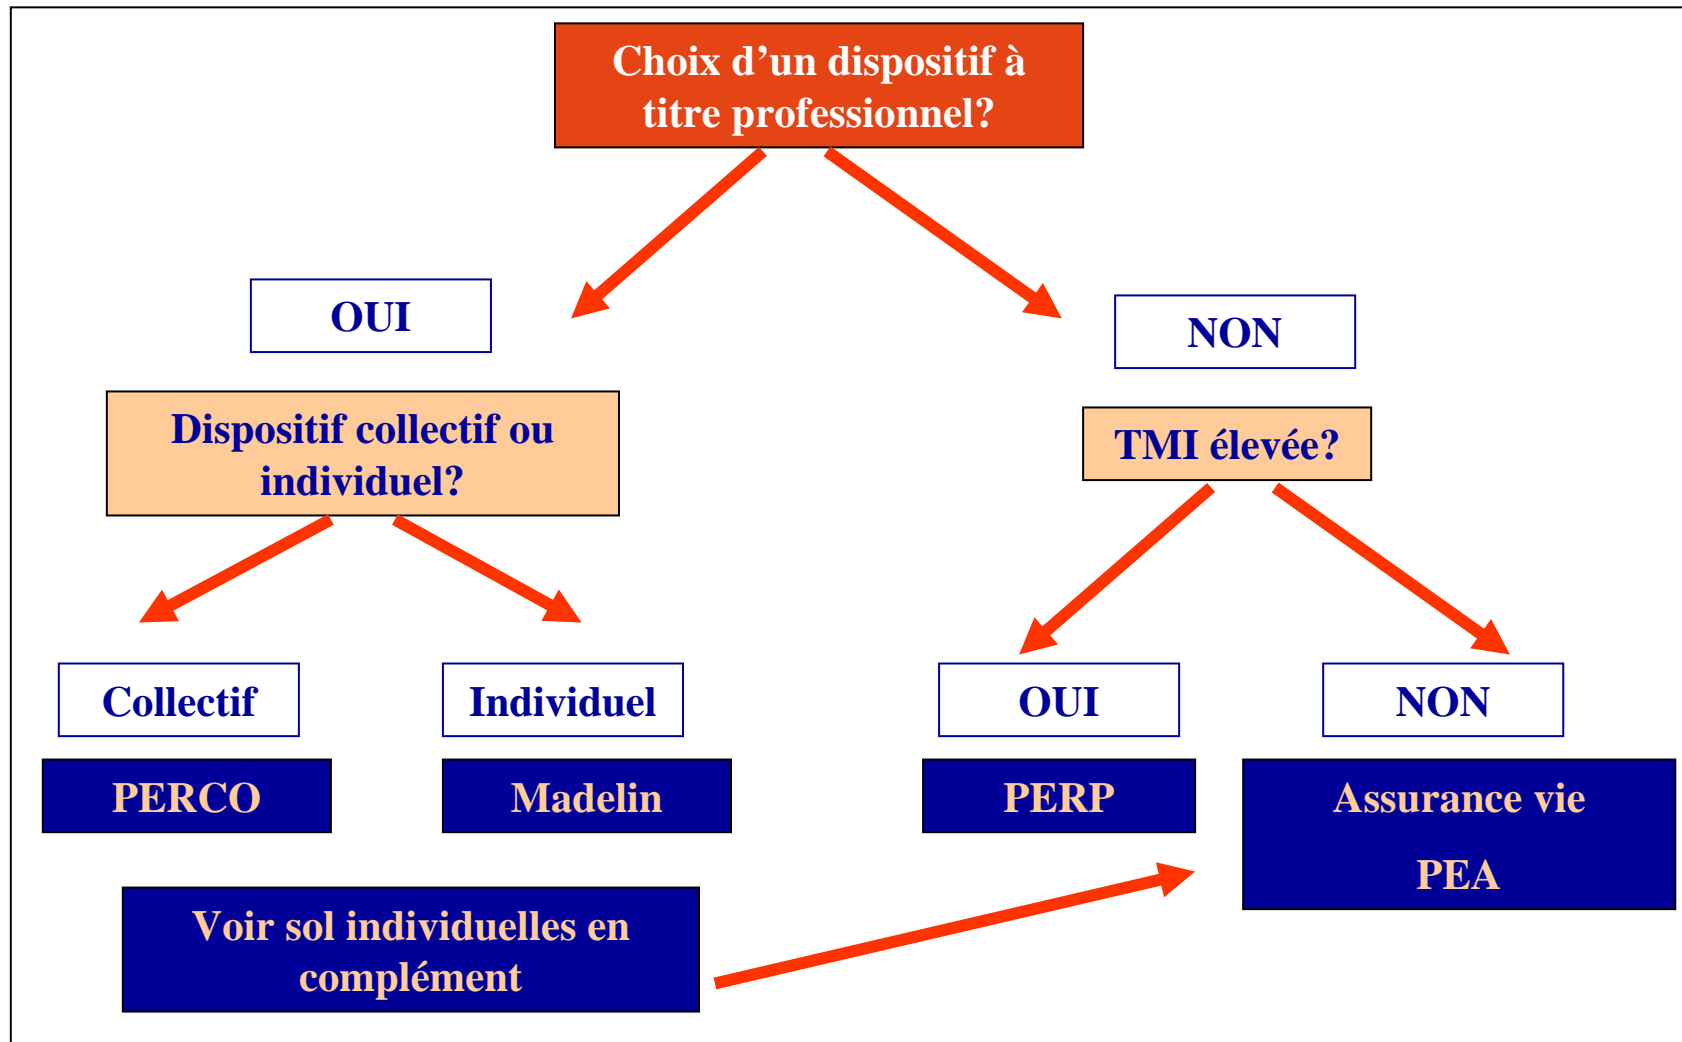 Choix d’un dispositif à
titre professionnel?
OUI
NON
Dispositif collectif ou
individuel?
TMI élevée?
Collectif
Individuel
OUI
NON
PERCO
Madelin
PERP
Assurance vie
PEA
Voir sol individuelles en
complément